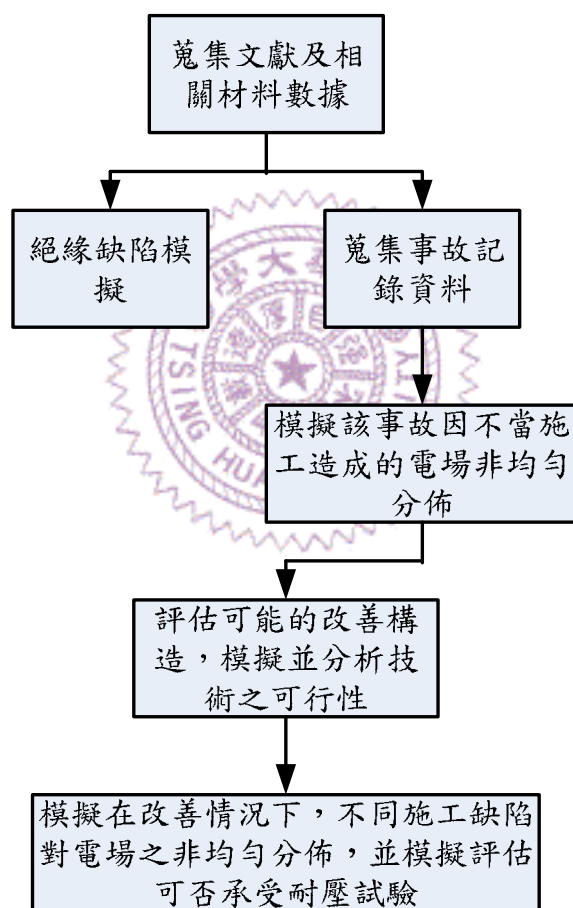 蒐集文獻及相
關材料數據
絕緣缺陷模
擬
蒐集事故記
錄資料
模擬該事故因不當施
工造成的電場非均勻
分佈
評估可能的改善構
造，模擬並分析技
術之可行性
模擬在改善情況下，不同施工缺陷
對電場之非均勻分佈，並模擬評估
可否承受耐壓試驗
學大
TSING HU